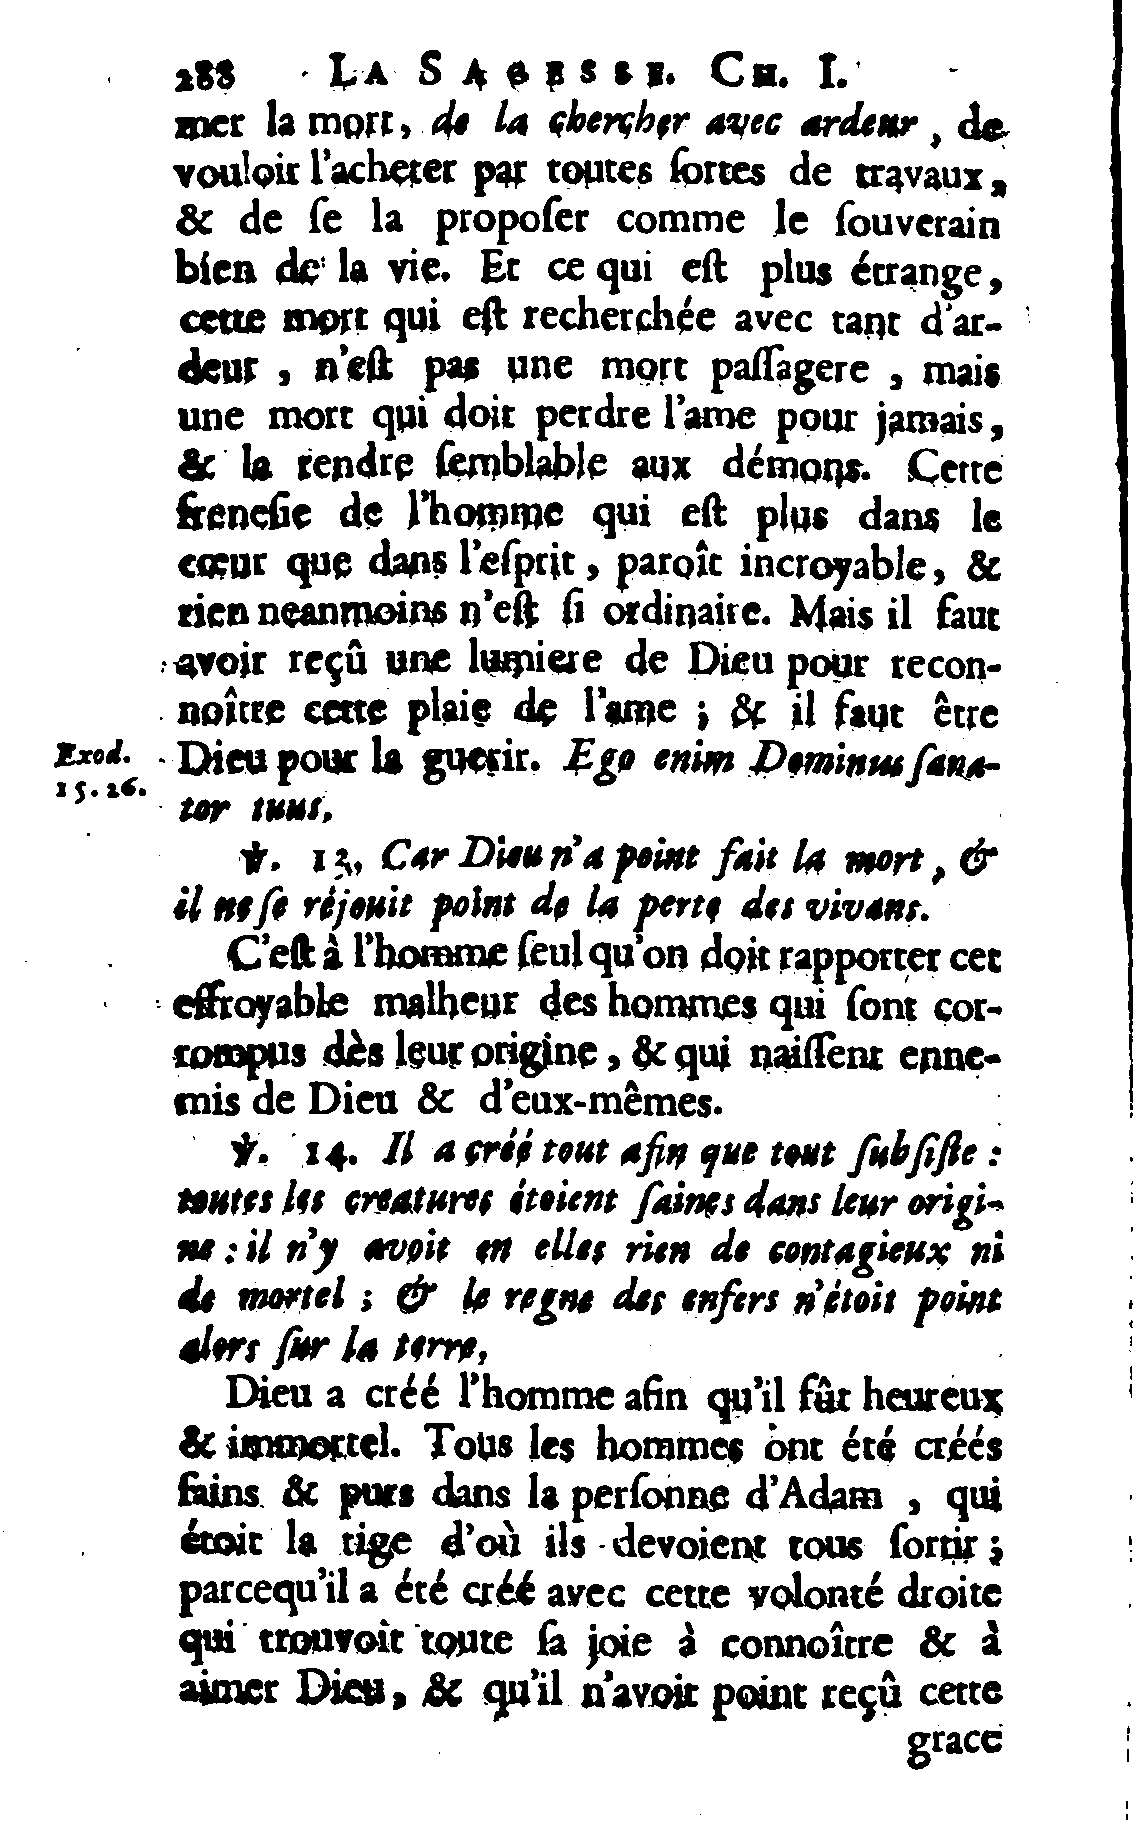 288 LA SAGESSE. CH. I.
mer la mort, de la chercher avec ardeur, de
vouloir l'acheter par toutes ſortes de travaux,
& de ſe la propoſer comme le ſouverain
bien de la vie. Et ce qui eſt plus étrange,
cette mort qui eſt recherchée avec tant d'ar-
deur, n'eſt pas une mort paſſagere, mais
une mort qui doit perdre l'ame pour jamais,
& la rendre ſemblable aux démons. Cette
freneſie de l'homme qui eſt plus dans le
cœur que dans l'eſprit, paroît incroyable, &
rien neanmoins n'eſt ſi ordinaire. Mais il faut
avoir reçû une lumiere de Dieu pour recon-
noître cette plaie de l'ame; & il faut être
Exod. 15. 26.
Dieu pour la guerir. Ego enim Dominus ſana-
tor tuus.
℣. 13. Car Dieu n'a point fait la mort, &
il ne ſe réjouit point de la perte des vivans.
C'eſt à l'homme ſeul qu'on doit rapporter cet
effroyable malheur des hommes qui ſont cor-
rompus dès leur origine, & qui naiſſent enne-
mis de Dieu & d'eux-mêmes.
℣. 14. Il a créé tout afin que tout ſubſiſte:
toutes les creatures étoient ſaines dans leur origi-
ne: il n'y avoit en elles rien de contagieux ni
de mortel; & le regne des enfers n'étoit point
alors ſur la terre.
Dieu a créé l'homme afin qu'il fût heureux
& immortel. Tous les hommes ont été créés
ſains & purs dans la perſonne d'Adam, qui
étoit la tige d'où ils devoient tous ſortir;
parcequ'il a été créé avec cette volonté droite
qui trouvoit toute ſa joie à connoître & à
aimer Dieu, & qu'il n'avoit point reçû cette
grace